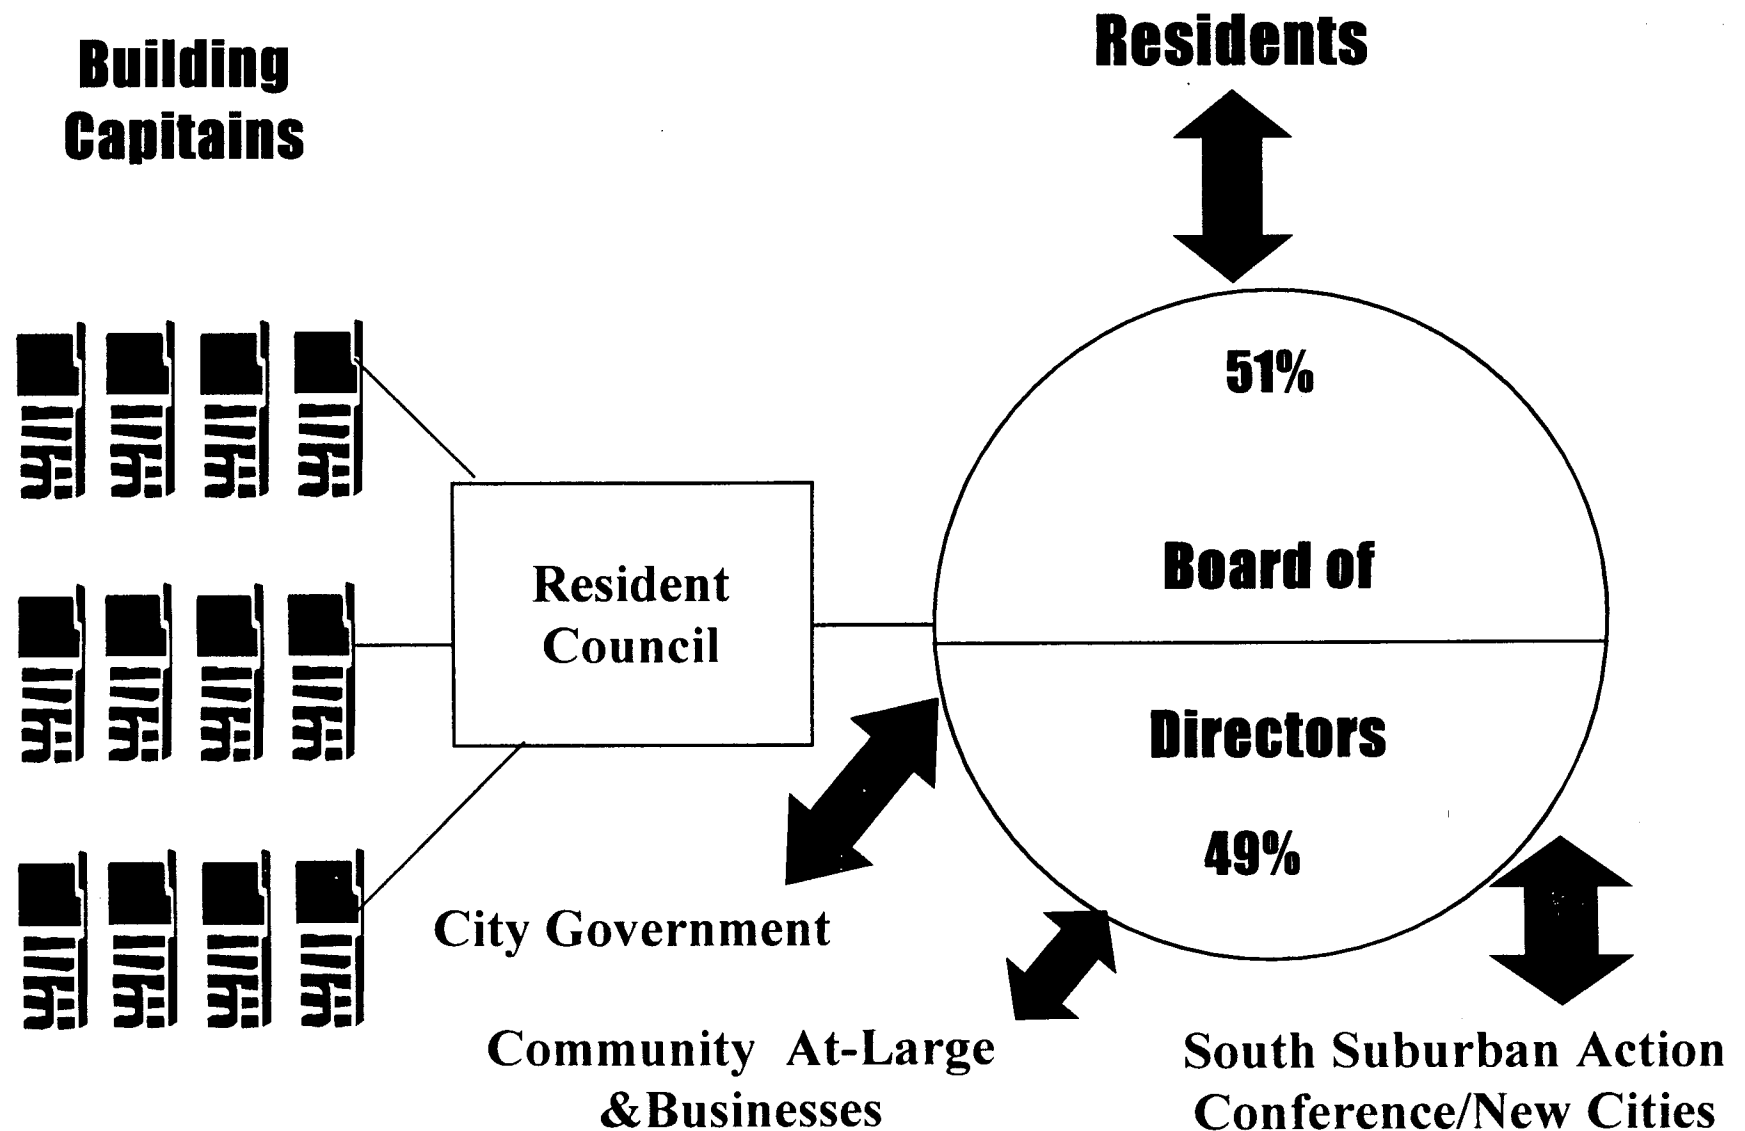 Building
Capitains
Residents
51%
Board of
Directors
49%
Resident
Council
City Government
Community At-Large
&Businesses
South Suburban Action
Conference/New Cities